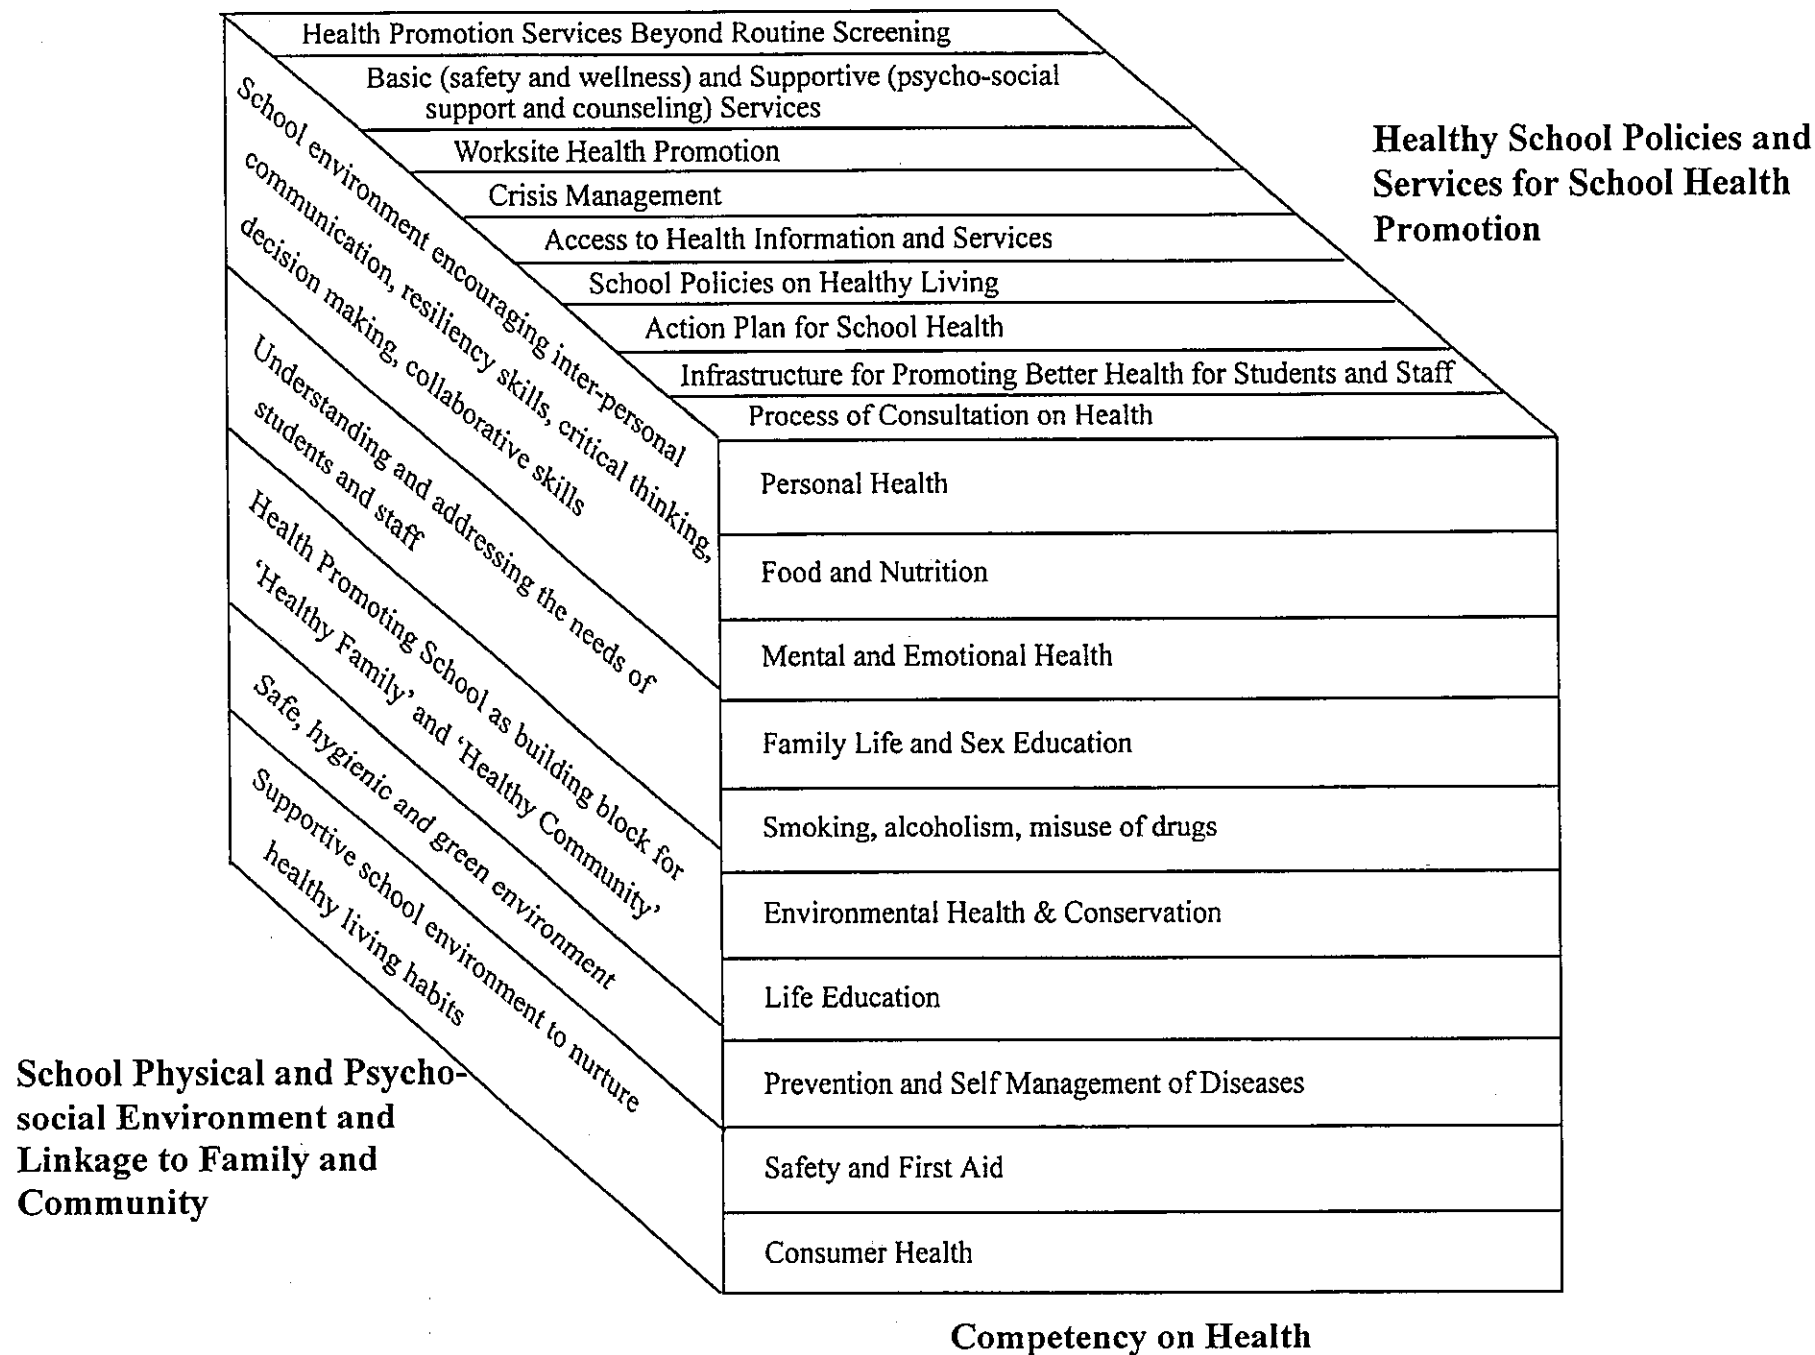 Health Promotion Services Beyond Routine Screening
Basic (safety and wellness) and Supportive (psycho-social
support and counseling) Services
Worksite Health Promotion
Crisis Management
Access to Health Information and Services
School Policies on Healthy Living
Action Plan for School Health
Infrastructure for Promoting Better Health for Students and Staff
Process of Consultation on Health
Healthy School Policies and
Services for School Health
Promotion
School environment encouraging inter-personal
communication, resiliency skills, critical thinking,
decision making, collaborative skills
Understanding and addressing the needs of
students and staff
Health Promoting School as building block for
‘Healthy Family’ and ‘Healthy Community’
Safe, hygienic and green environment
Supportive school environment to nurture
healthy living habits
School Physical and Psycho-
social Environment and
Linkage to Family and
Community
Personal Health
Food and Nutrition
Mental and Emotional Health
Family Life and Sex Education
Smoking, alcoholism, misuse of drugs
Environmental Health & Conservation
Life Education
Prevention and Self Management of Diseases
Safety and First Aid
Consumer Health
Competency on Health